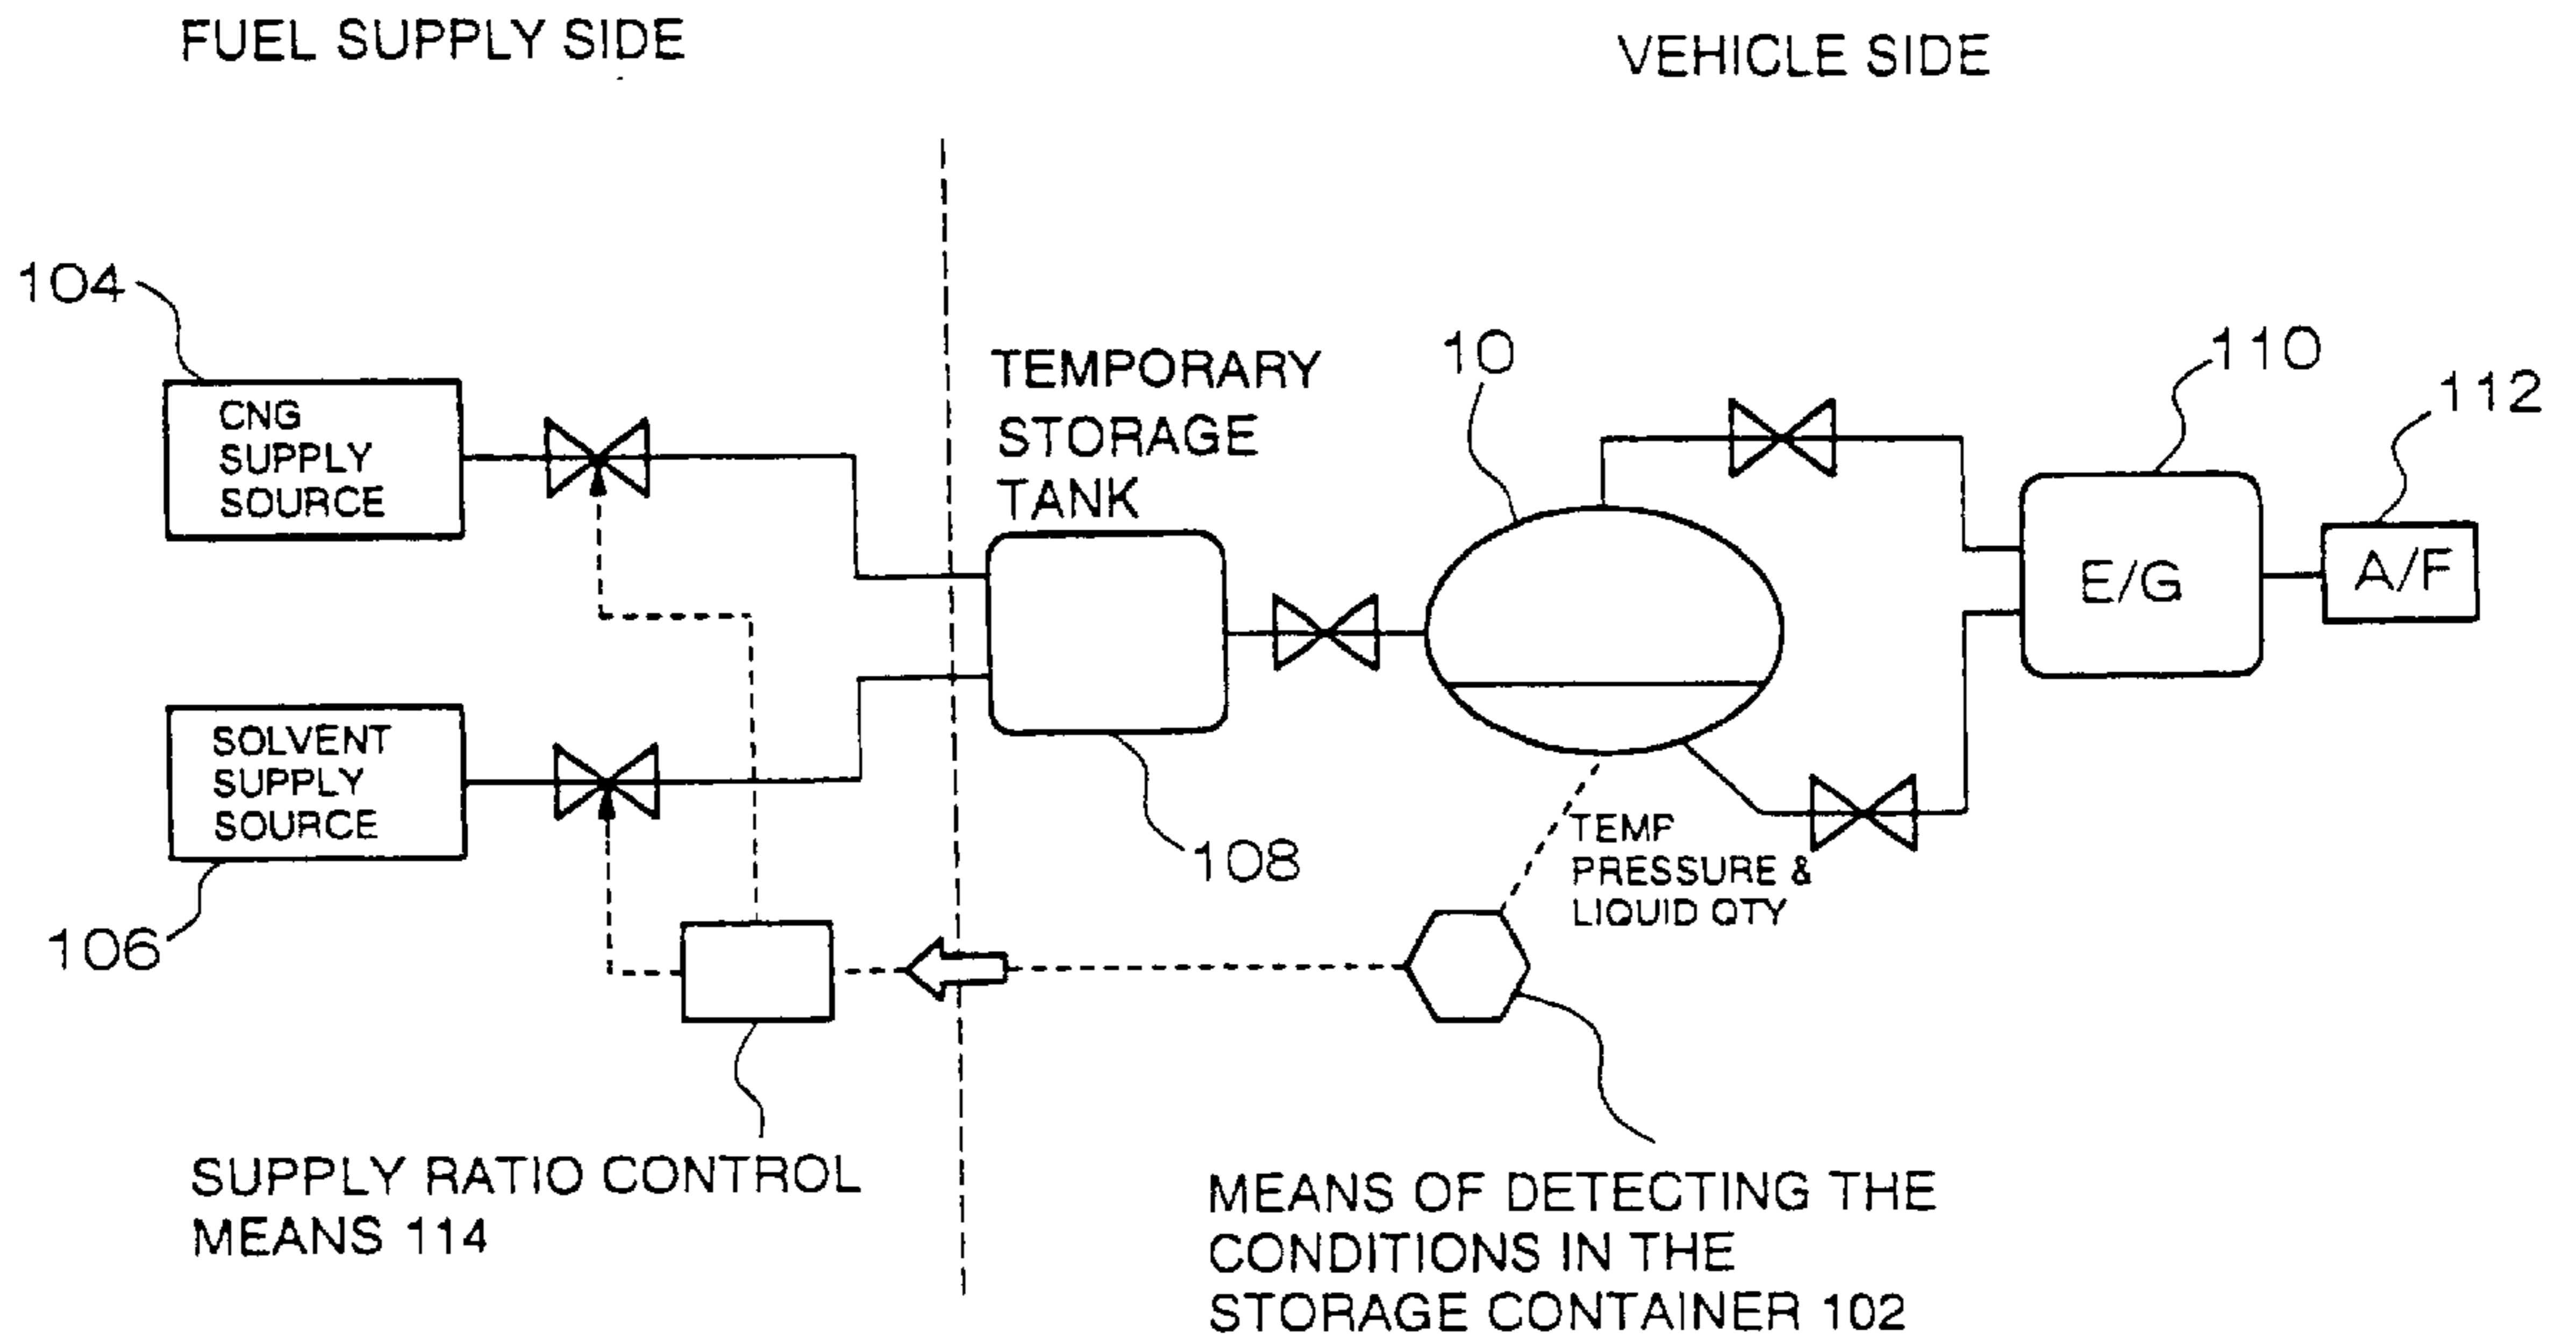 FUEL SUPPLY SIDE
VEHICLE SIDE
104
CNG
SUPPLY
SOURCE
TEMPORARY
STORAGE
TANK
10
110
112
E/G
A/F
SOLVENT
SUPPLY
SOURCE
106
108
TEMP
PRESSURE &
LIQUID QTY
SUPPLY RATIO CONTROL
MEANS 114
MEANS OF DETECTING THE
CONDITIONS IN THE
STORAGE CONTAINER 102